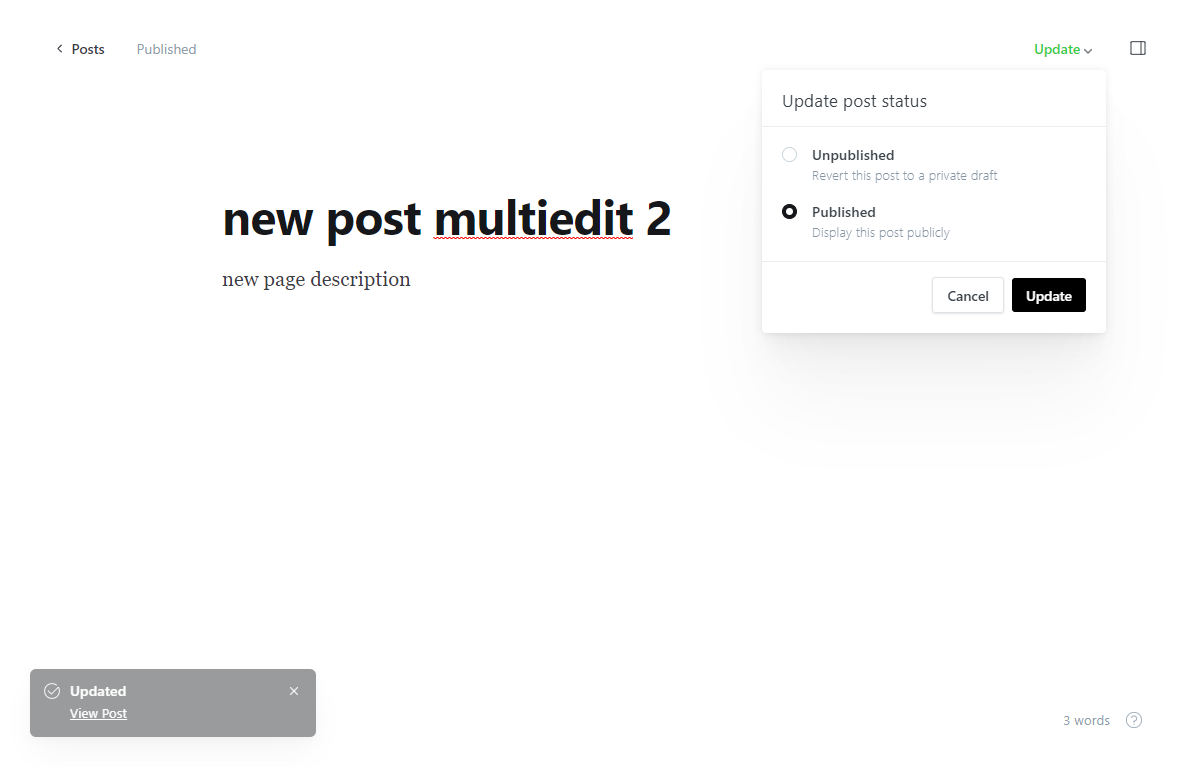 Posts
Published
Update
Update post status
Unpublished
Revert this post to a private draft
Published
Display this post publicly
Cancel
Update
new post multiedit 2
new page description
Updated
View Post
3 words
?